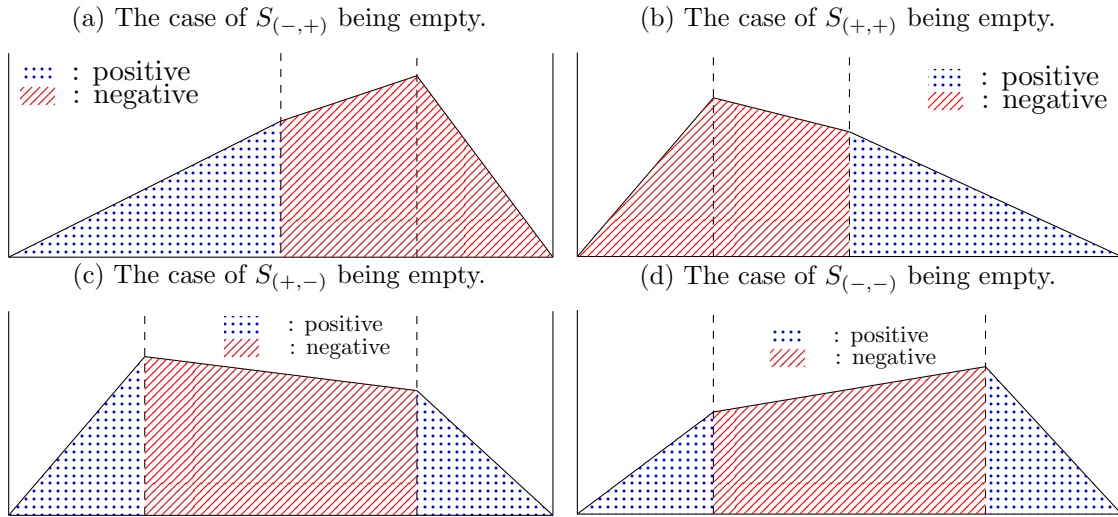 (a) The case of S₍₋,₊₎ being empty.
: positive
: negative
(b) The case of S₍₊,₊₎ being empty.
: positive
: negative
(c) The case of S₍₊,₋₎ being empty.
: positive
: negative
(d) The case of S₍₋,₋₎ being empty.
: positive
: negative